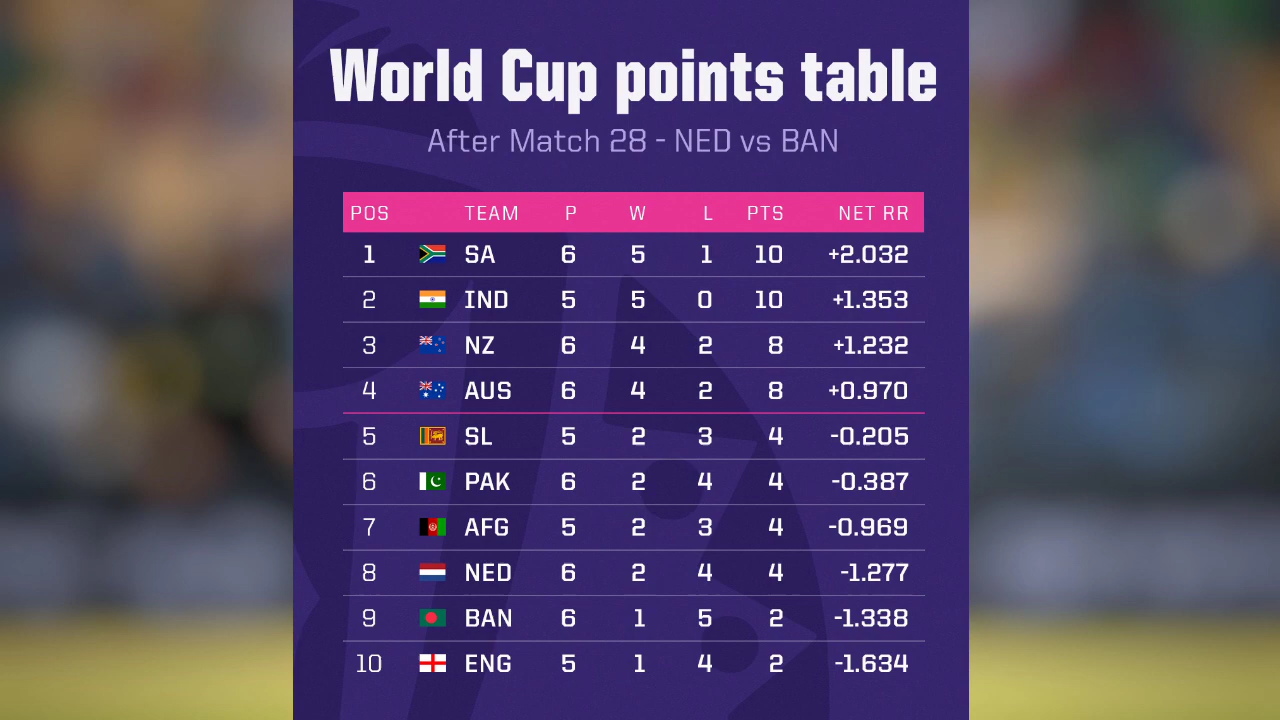 World Cup points table
After Match 28 - NED vs BAN
POS TEAM P W L PTS NET RR
1 SA 6 5 1 10 +2.032
2 IND 5 5 0 10 +1.353
3 NZ 6 4 2 8 +1.232
4 AUS 6 4 2 8 +0.970
5 SL 5 2 3 4 -0.205
6 PAK 6 2 4 4 -0.387
7 AFG 5 2 3 4 -0.969
8 NED 6 2 4 4 -1.277
9 BAN 6 1 5 2 -1.338
10 ENG 5 1 4 2 -1.634